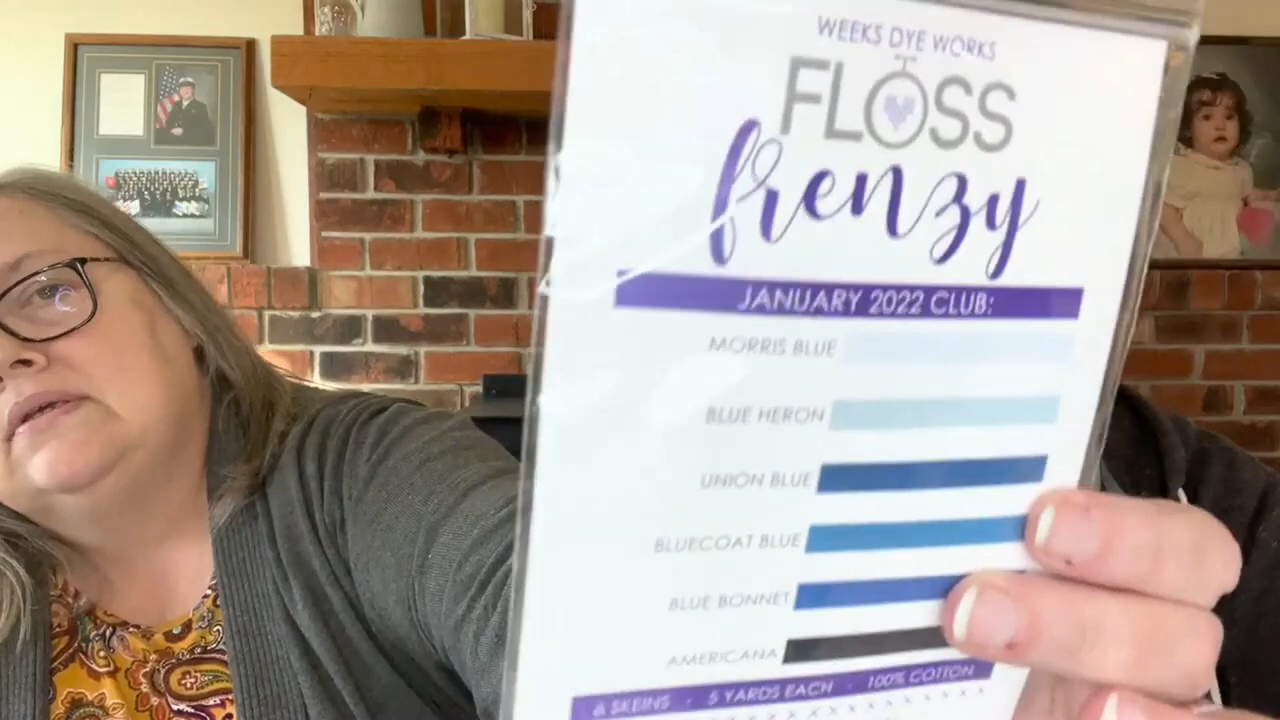 WEEKS DYE WORKS
FLOSS
frenzy
JANUARY 2022 CLUB:
MORRIS BLUE
BLUE HERON
UNION BLUE
BLUECOAT BLUE
BLUE BONNET
AMERICANA
6 SKEINS - 5 YARDS EACH - 100% COTTON